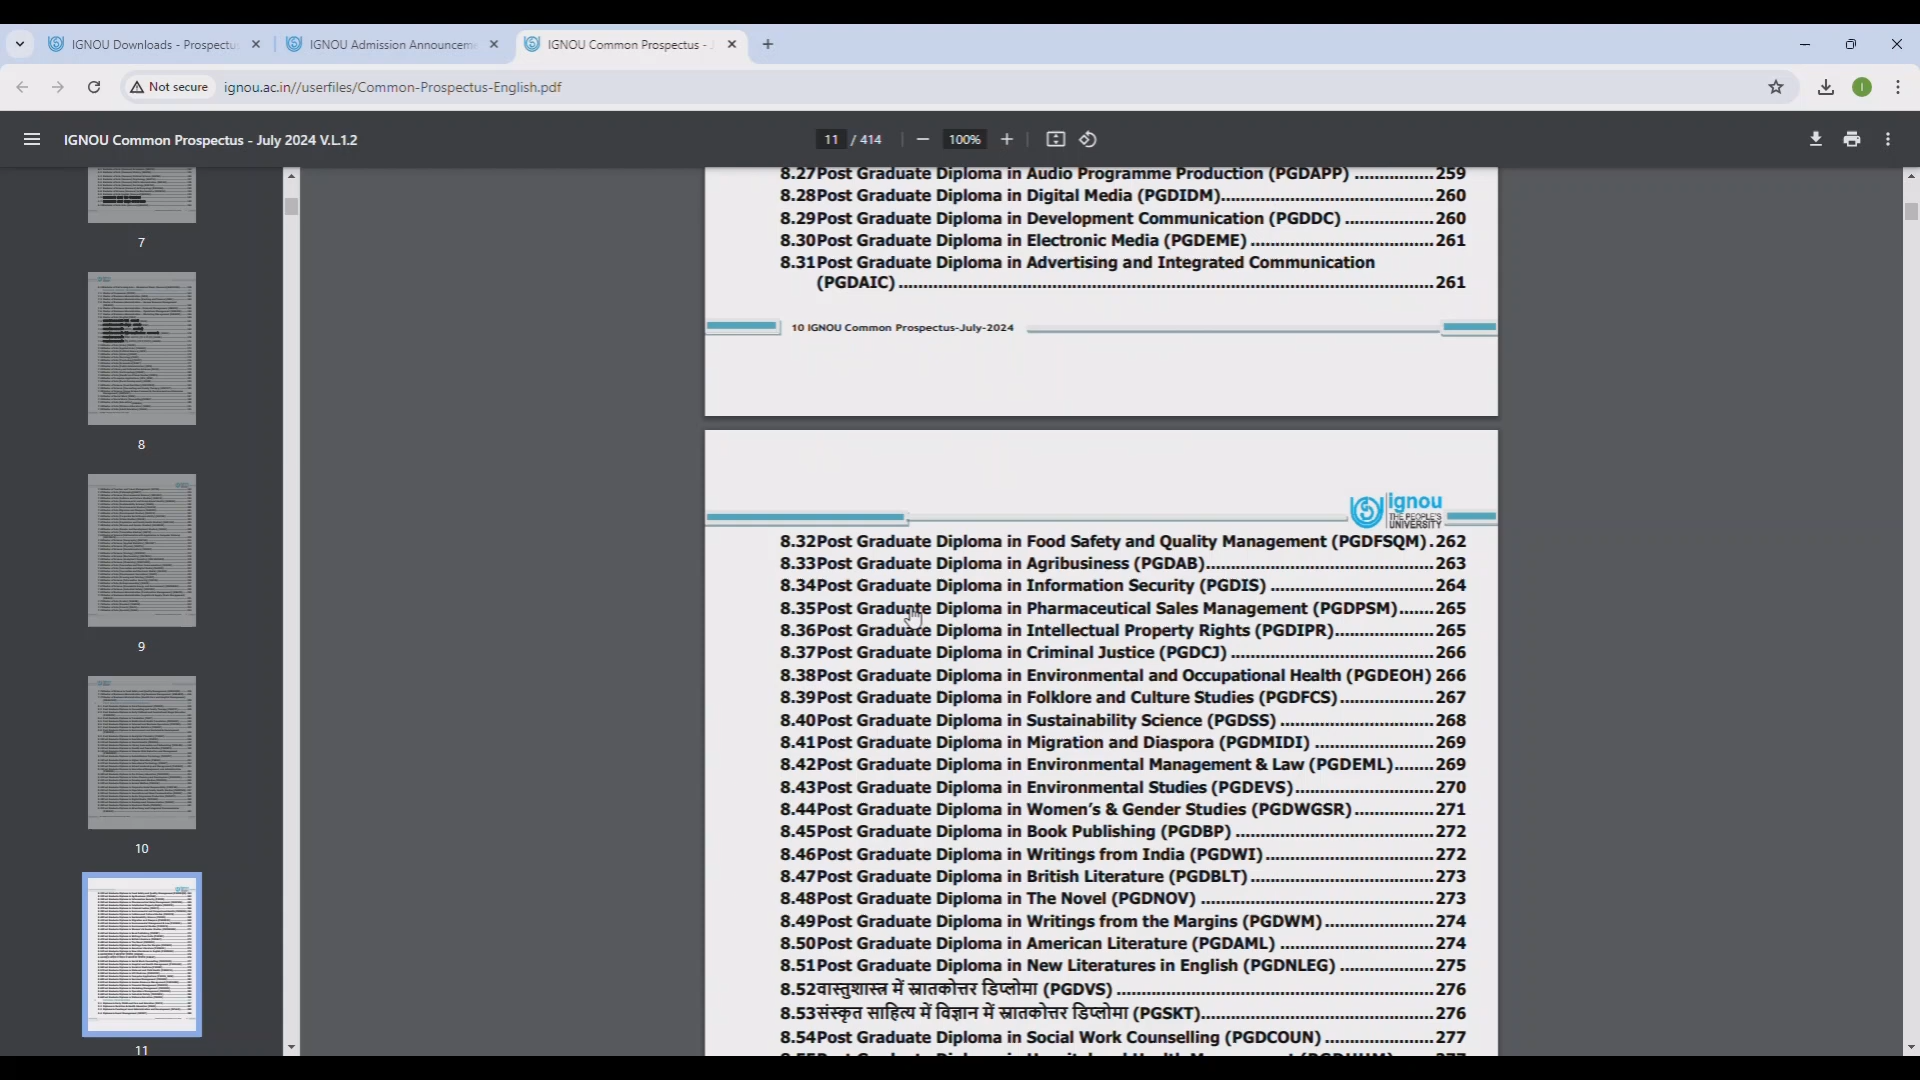 IGNOU Downloads - Prospectu
IGNOU Admission Announcem
IGNOU Common Prospectus -
Not secure
ignou.ac.in//userfiles/Common-Prospectus-English.pdf
I
IGNOU Common Prospectus - July 2024 V.L.1.2
11 / 414
100%
7
8
9
10
11
8.27Post Graduate Diploma in Audio Programme Production (PGDAPP) ................259
8.28Post Graduate Diploma in Digital Media (PGDIDM)...........................................260
8.29Post Graduate Diploma in Development Communication (PGDDC) ..................260
8.30Post Graduate Diploma in Electronic Media (PGDEME) .....................................261
8.31Post Graduate Diploma in Advertising and Integrated Communication
(PGDAIC) .............................................................................................................261
10 IGNOU Common Prospectus-July-2024
ignou
THE PEOPLE'S
UNIVERSITY
8.32Post Graduate Diploma in Food Safety and Quality Management (PGDFSQM).262
8.33Post Graduate Diploma in Agribusiness (PGDAB)..............................................263
8.34Post Graduate Diploma in Information Security (PGDIS) .................................264
8.35Post Graduate Diploma in Pharmaceutical Sales Management (PGDPSM).......265
8.36Post Graduate Diploma in Intellectual Property Rights (PGDIPR)....................265
8.37Post Graduate Diploma in Criminal Justice (PGDCJ) .........................................266
8.38Post Graduate Diploma in Environmental and Occupational Health (PGDEOH) 266
8.39Post Graduate Diploma in Folklore and Culture Studies (PGDFCS)...................267
8.40Post Graduate Diploma in Sustainability Science (PGDSS) ...............................268
8.41Post Graduate Diploma in Migration and Diaspora (PGDMIDI) ........................269
8.42Post Graduate Diploma in Environmental Management & Law (PGDEML)........269
8.43Post Graduate Diploma in Environmental Studies (PGDEVS)............................270
8.44Post Graduate Diploma in Women's & Gender Studies (PGDWGSR)................271
8.45Post Graduate Diploma in Book Publishing (PGDBP) ........................................272
8.46Post Graduate Diploma in Writings from India (PGDWI)..................................272
8.47Post Graduate Diploma in British Literature (PGDBLT).....................................273
8.48Post Graduate Diploma in The Novel (PGDNOV) ...............................................273
8.49Post Graduate Diploma in Writings from the Margins (PGDWM)......................274
8.50Post Graduate Diploma in American Literature (PGDAML) ...............................274
8.51Post Graduate Diploma in New Literatures in English (PGDNLEG) ...................275
8.52वास्तुशास्त्र में स्नातकोत्तर डिप्लोमा (PGDVS) ................................................................276
8.53संस्कृत साहित्य में विज्ञान में स्नातकोत्तर डिप्लोमा (PGSKT)...............................................276
8.54Post Graduate Diploma in Social Work Counselling (PGDCOUN) ......................277